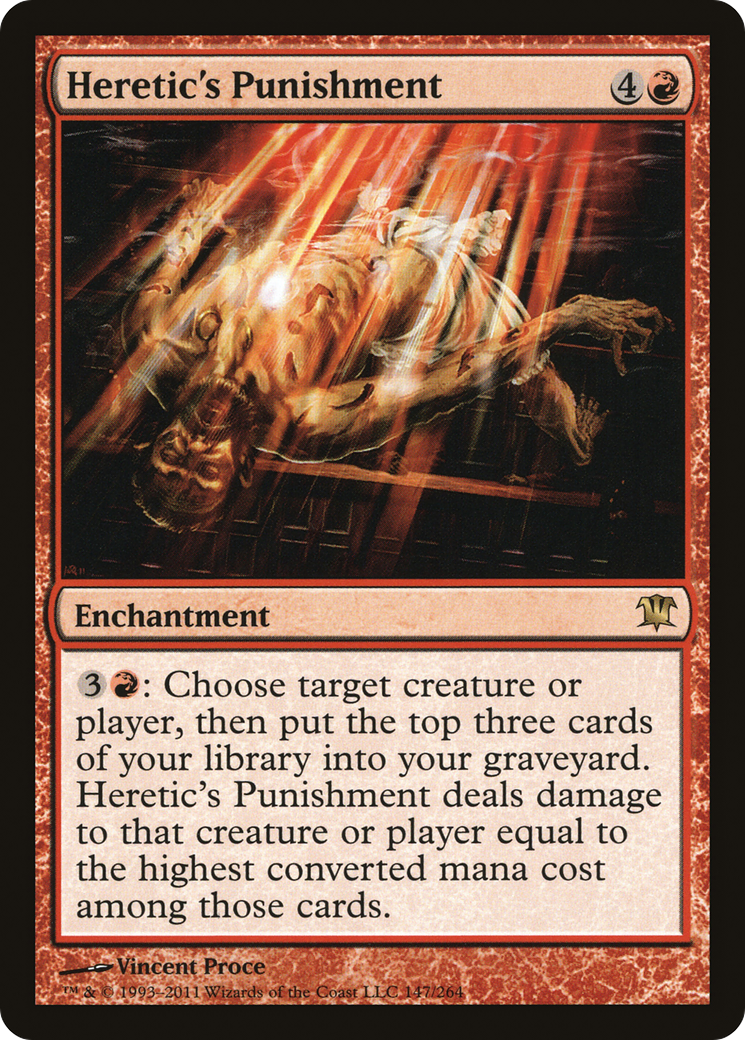 Heretic's Punishment 4
Enchantment
3: Choose target creature or
player, then put the top three cards
of your library into your graveyard.
Heretic's Punishment deals damage
to that creature or player equal to
the highest converted mana cost
among those cards.
Vincent Proce
™ & © 1993–2011 Wizards of the Coast LLC 147/264